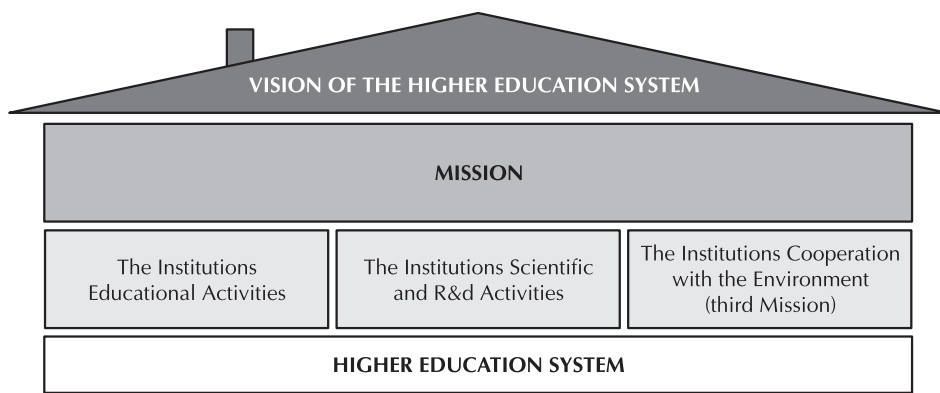 VISION OF THE HIGHER EDUCATION SYSTEM
MISSION
The Institutions
Educational Activities
The Institutions Scientific
and R&d Activities
The Institutions Cooperation
with the Environment
(third Mission)
HIGHER EDUCATION SYSTEM